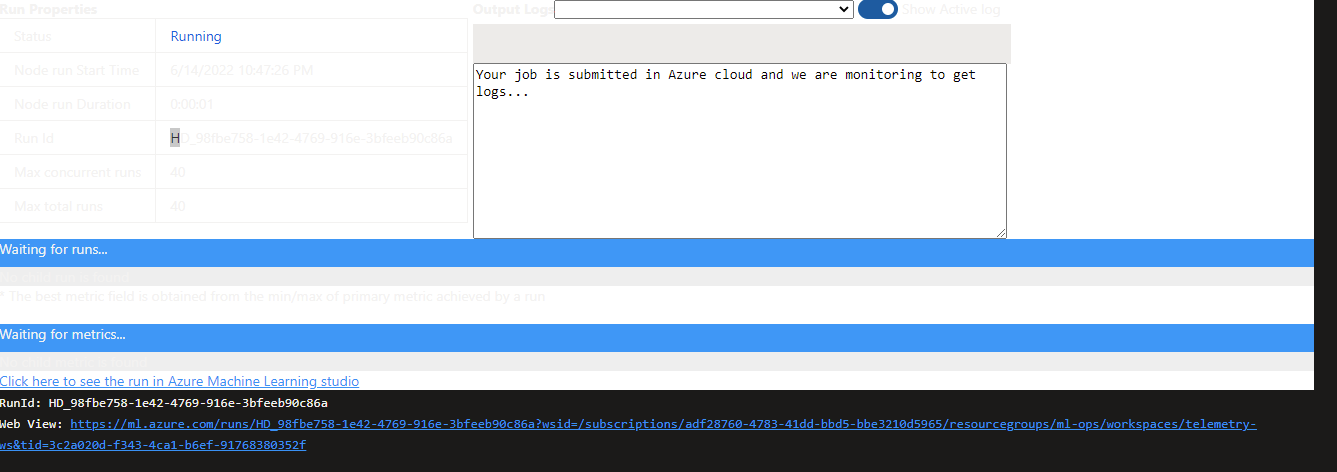 Run Properties
Status Running
Node run Start Time 6/14/2022 10:47:26 PM
Node run Duration 0:00:01
Run Id HD_98fbe758-1e42-4769-916e-3bfeeb90c86a
Max concurrent runs 40
Max total runs 40
Output Logs
Show Active log
Your job is submitted in Azure cloud and we are monitoring to get
logs...
Waiting for runs...
* The best metric field is obtained from the min/max of primary metric achieved by a run
Waiting for metrics...
Click here to see the run in Azure Machine Learning studio
RunId: HD_98fbe758-1e42-4769-916e-3bfeeb90c86a
Web View: https://ml.azure.com/runs/HD_98fbe758-1e42-4769-916e-3bfeeb90c86a?wsid=/subscriptions/adf28760-4783-41dd-bbd5-bbe3210d5965/resourcegroups/ml-ops/workspaces/telemetry-
ws&tid=3c2a020d-f343-4ca1-b6ef-91768380352f